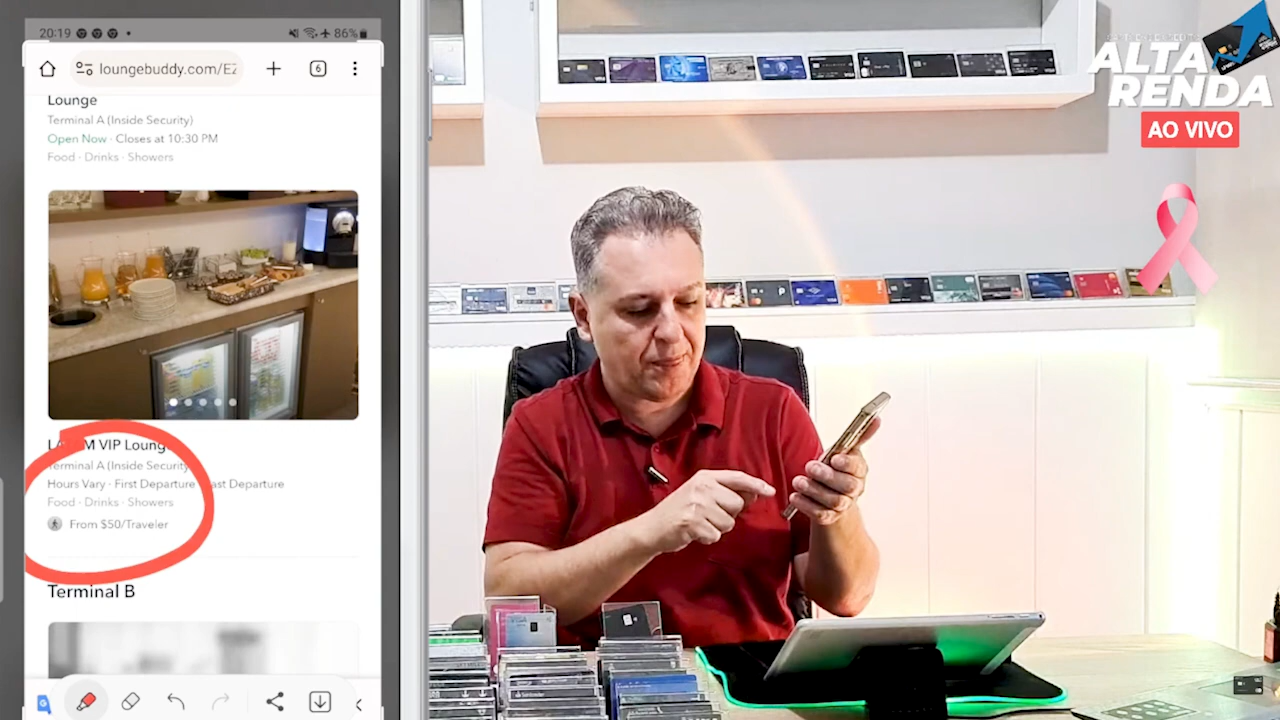 20:19
86%
loungebuddy.com/EZ
6
Lounge
Terminal A (Inside Security)
Open Now · Closes at 10:30 PM
Food · Drinks · Showers
VIP Loung
Terminal A (Inside Security
Hours Vary · First Departure
ast Departure
Food · Drinks · Showers
From $50/Traveler
Terminal B
ALTA
RENDA
AO VIVO